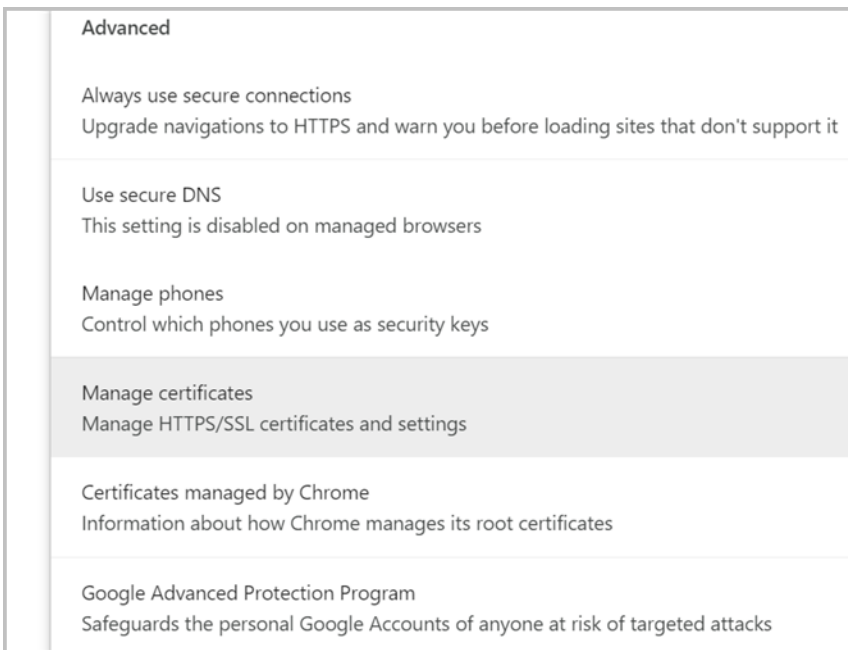 Advanced
Always use secure connections
Upgrade navigations to HTTPS and warn you before loading sites that don't support it
Use secure DNS
This setting is disabled on managed browsers
Manage phones
Control which phones you use as security keys
Manage certificates
Manage HTTPS/SSL certificates and settings
Certificates managed by Chrome
Information about how Chrome manages its root certificates
Google Advanced Protection Program
Safeguards the personal Google Accounts of anyone at risk of targeted attacks